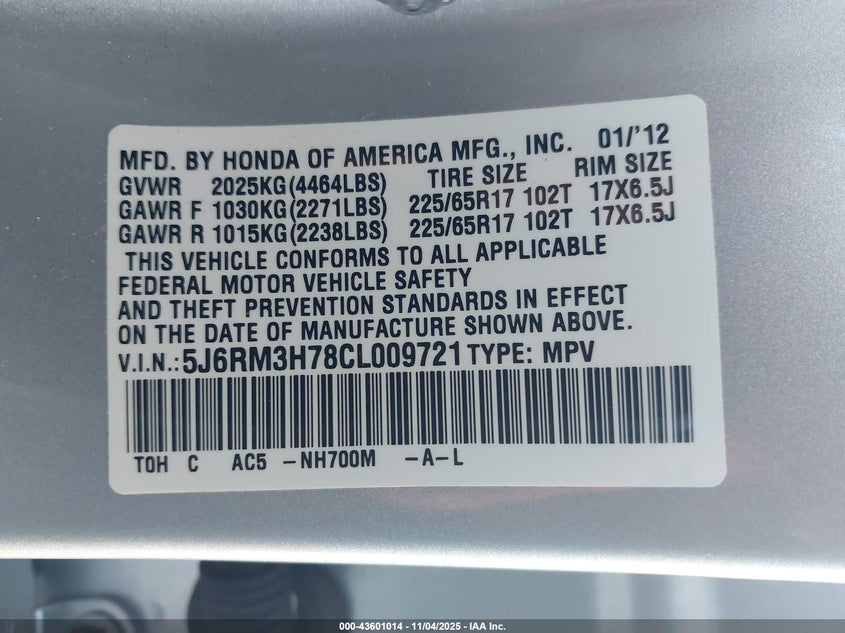 MFD. BY HONDA OF AMERICA MFG., INC. 01/'12
GVWR 2025KG(4464LBS) TIRE SIZE RIM SIZE
GAWR F 1030KG(2271LBS) 225/65R17 102T 17X6.5J
GAWR R 1015KG(2238LBS) 225/65R17 102T 17X6.5J
THIS VEHICLE CONFORMS TO ALL APPLICABLE
FEDERAL MOTOR VEHICLE SAFETY
AND THEFT PREVENTION STANDARDS IN EFFECT
ON THE DATE OF MANUFACTURE SHOWN ABOVE.
V.I.N.:5J6RM3H78CL009721 TYPE: MPV
TOH C AC5 -NH700M -A-L
000-43601014 - 11/04/2025 - IAA Inc.